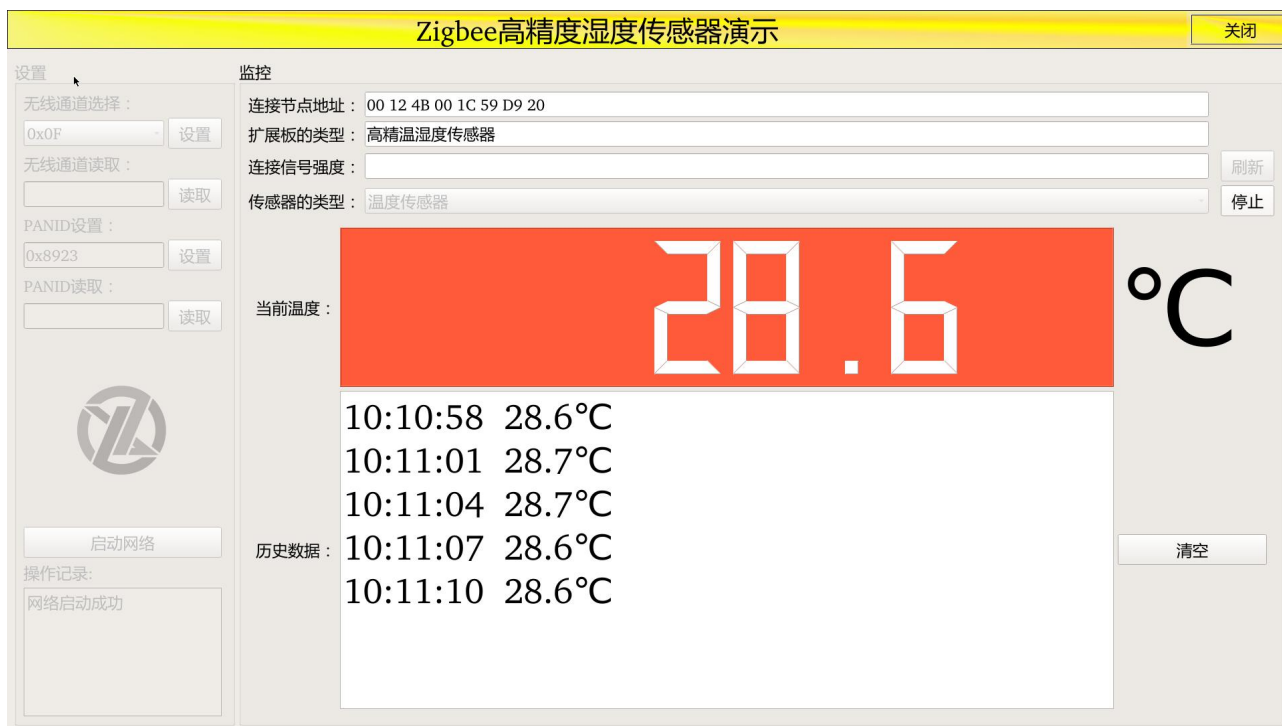 Zigbee高精度湿度传感器演示
关闭
设置
监控
无线通道选择：
0x0F
设置
无线通道读取：
读取
PANID设置：
0x8923
设置
PANID读取：
读取
启动网络
操作记录:
网络启动成功
连接节点地址： 00 12 4B 00 1C 59 D9 20
扩展板的类型： 高精温湿度传感器
连接信号强度：
刷新
传感器的类型： 温度传感器
停止
当前温度： 28.6 °C
历史数据：
10:10:58 28.6℃
10:11:01 28.7℃
10:11:04 28.7℃
10:11:07 28.6℃
10:11:10 28.6℃
清空